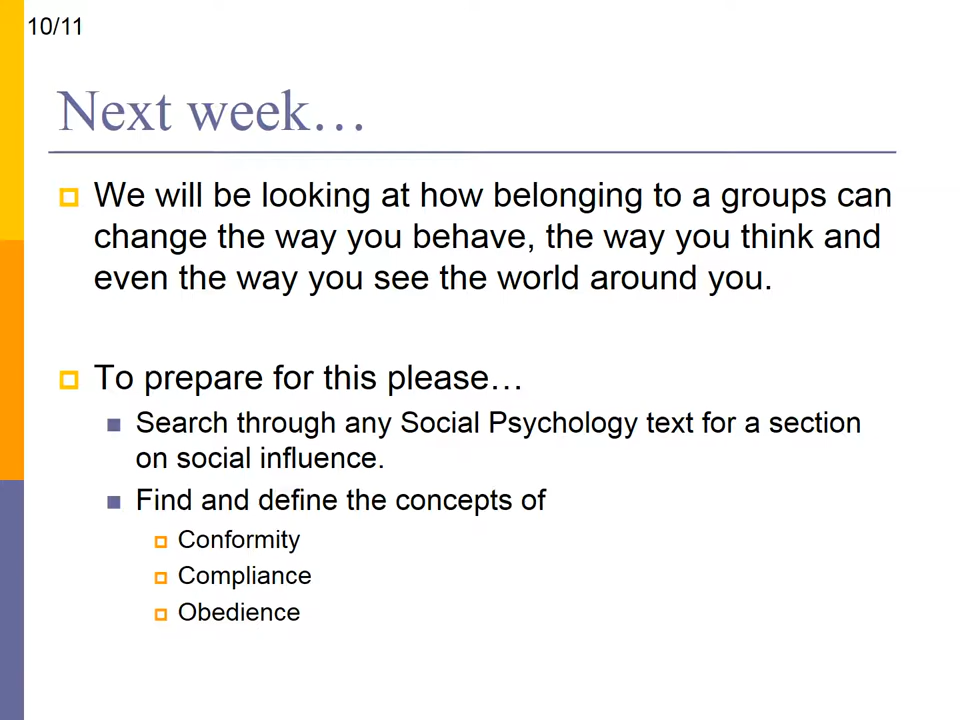 10/11
Next week…
We will be looking at how belonging to a groups can
change the way you behave, the way you think and
even the way you see the world around you.
To prepare for this please…
Search through any Social Psychology text for a section
on social influence.
Find and define the concepts of
Conformity
Compliance
Obedience